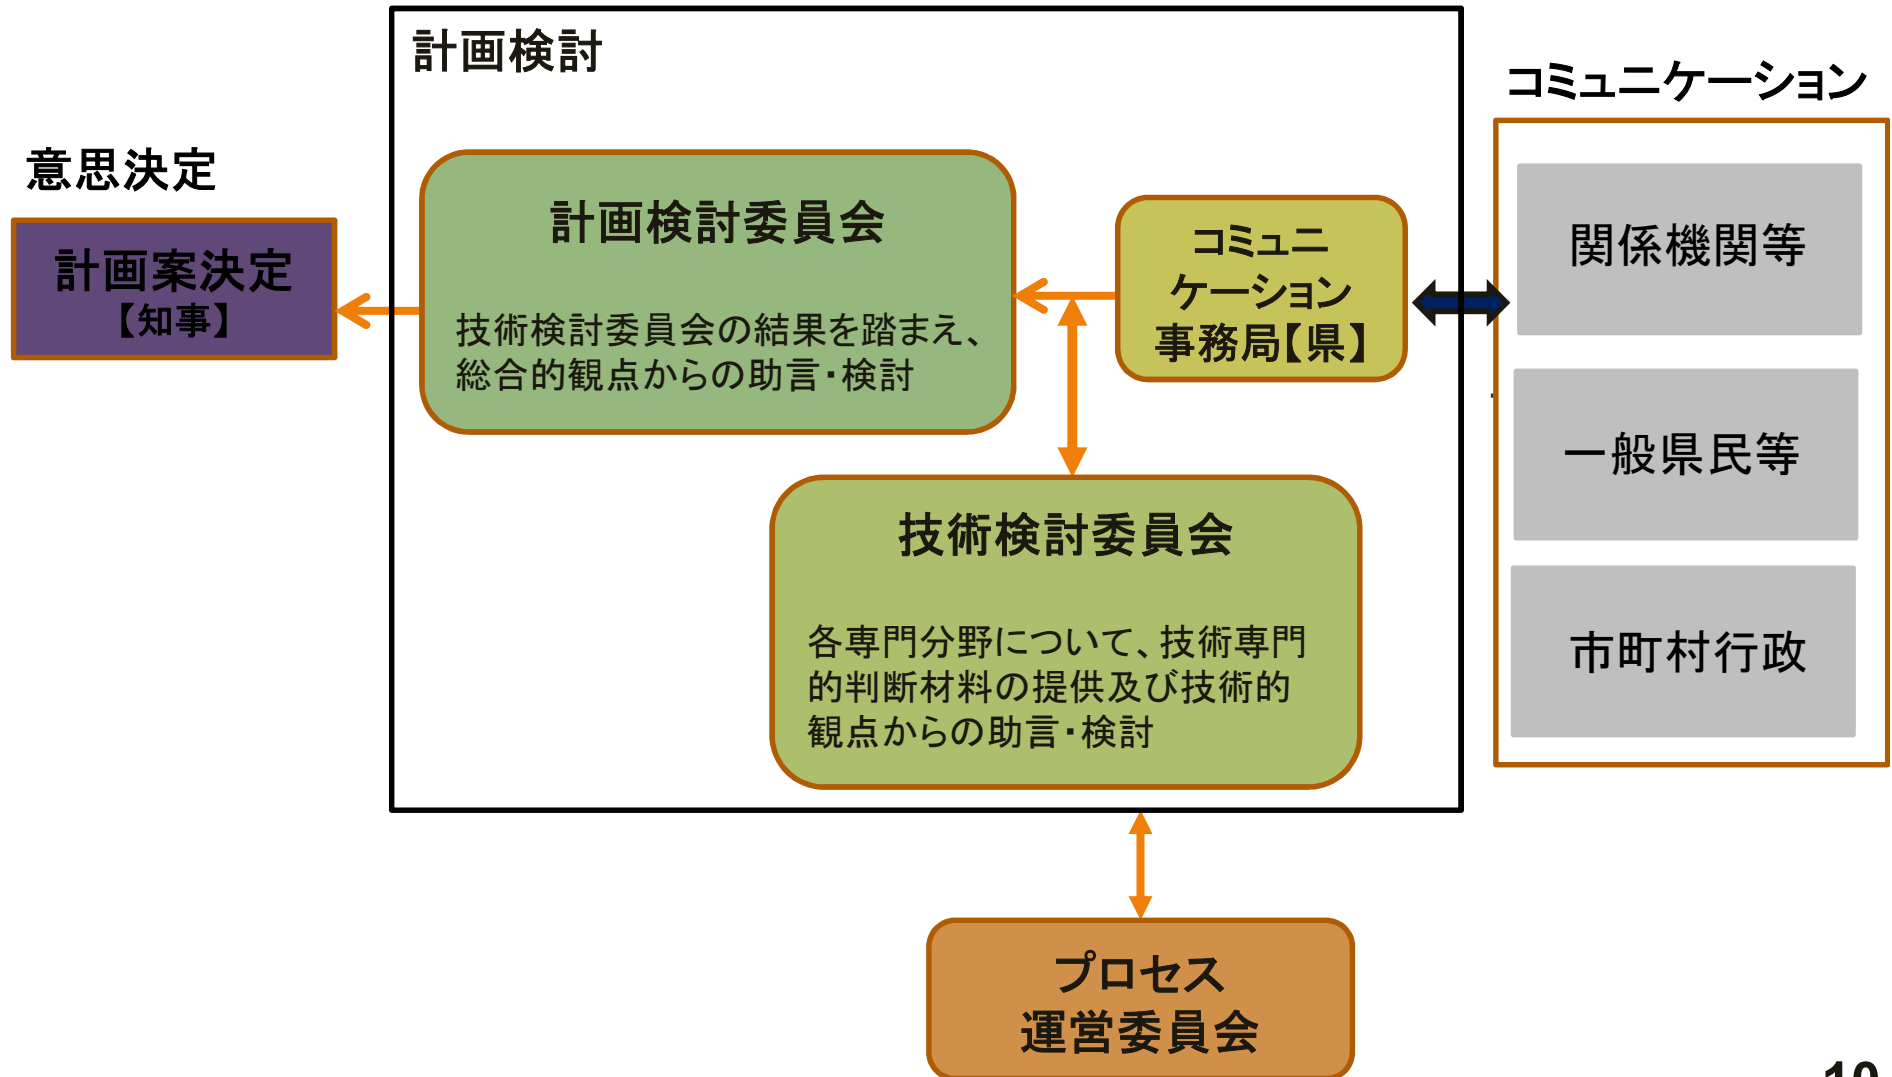 計画検討
コミュニケーション
意思決定
計画案決定
【知事】
計画検討委員会
技術検討委員会の結果を踏まえ、
総合的観点からの助言・検討
コミュニ
ケーション
事務局【県】
関係機関等
一般県民等
市町村行政
技術検討委員会
各専門分野について、技術専門
的判断材料の提供及び技術的
観点からの助言・検討
プロセス
運営委員会